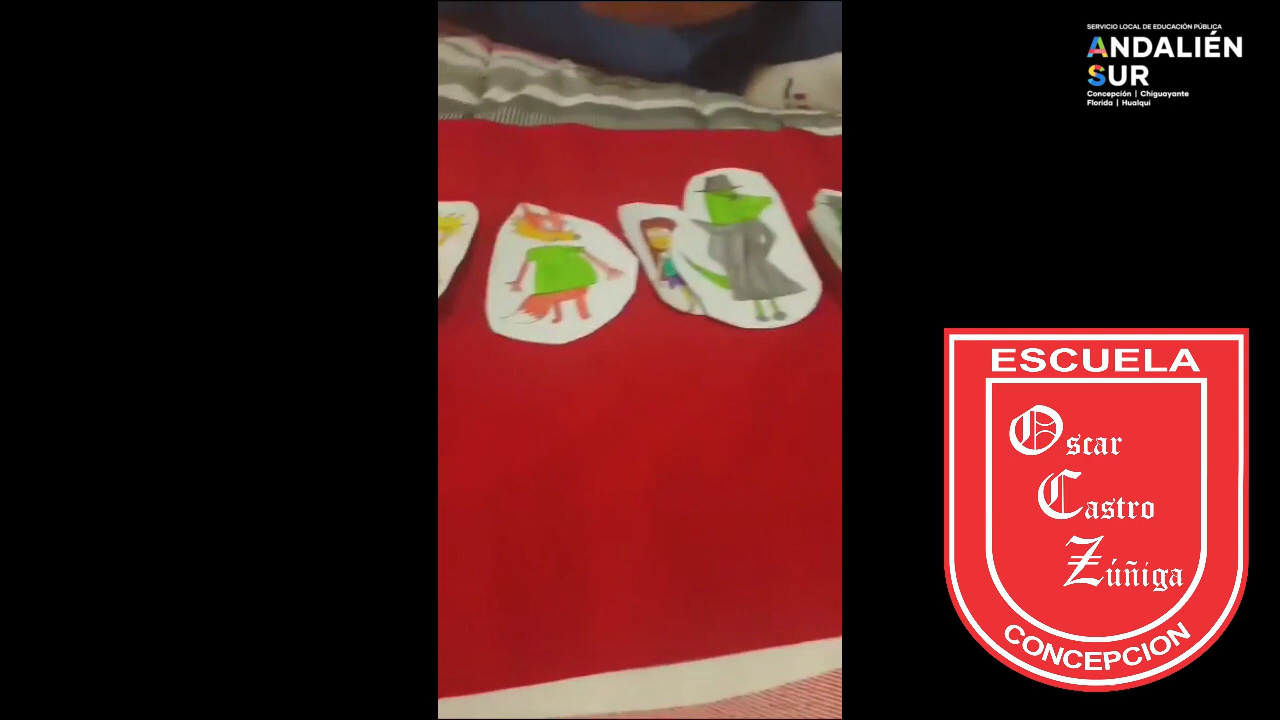 SERVICIO LOCAL DE EDUCACIÓN PÚBLICA
ANDALIÉN
SUR
Concepción | Chiguayante
Florida | Hualqui
ESCUELA
Oscar
Castro
Zúñiga
CONCEPCION